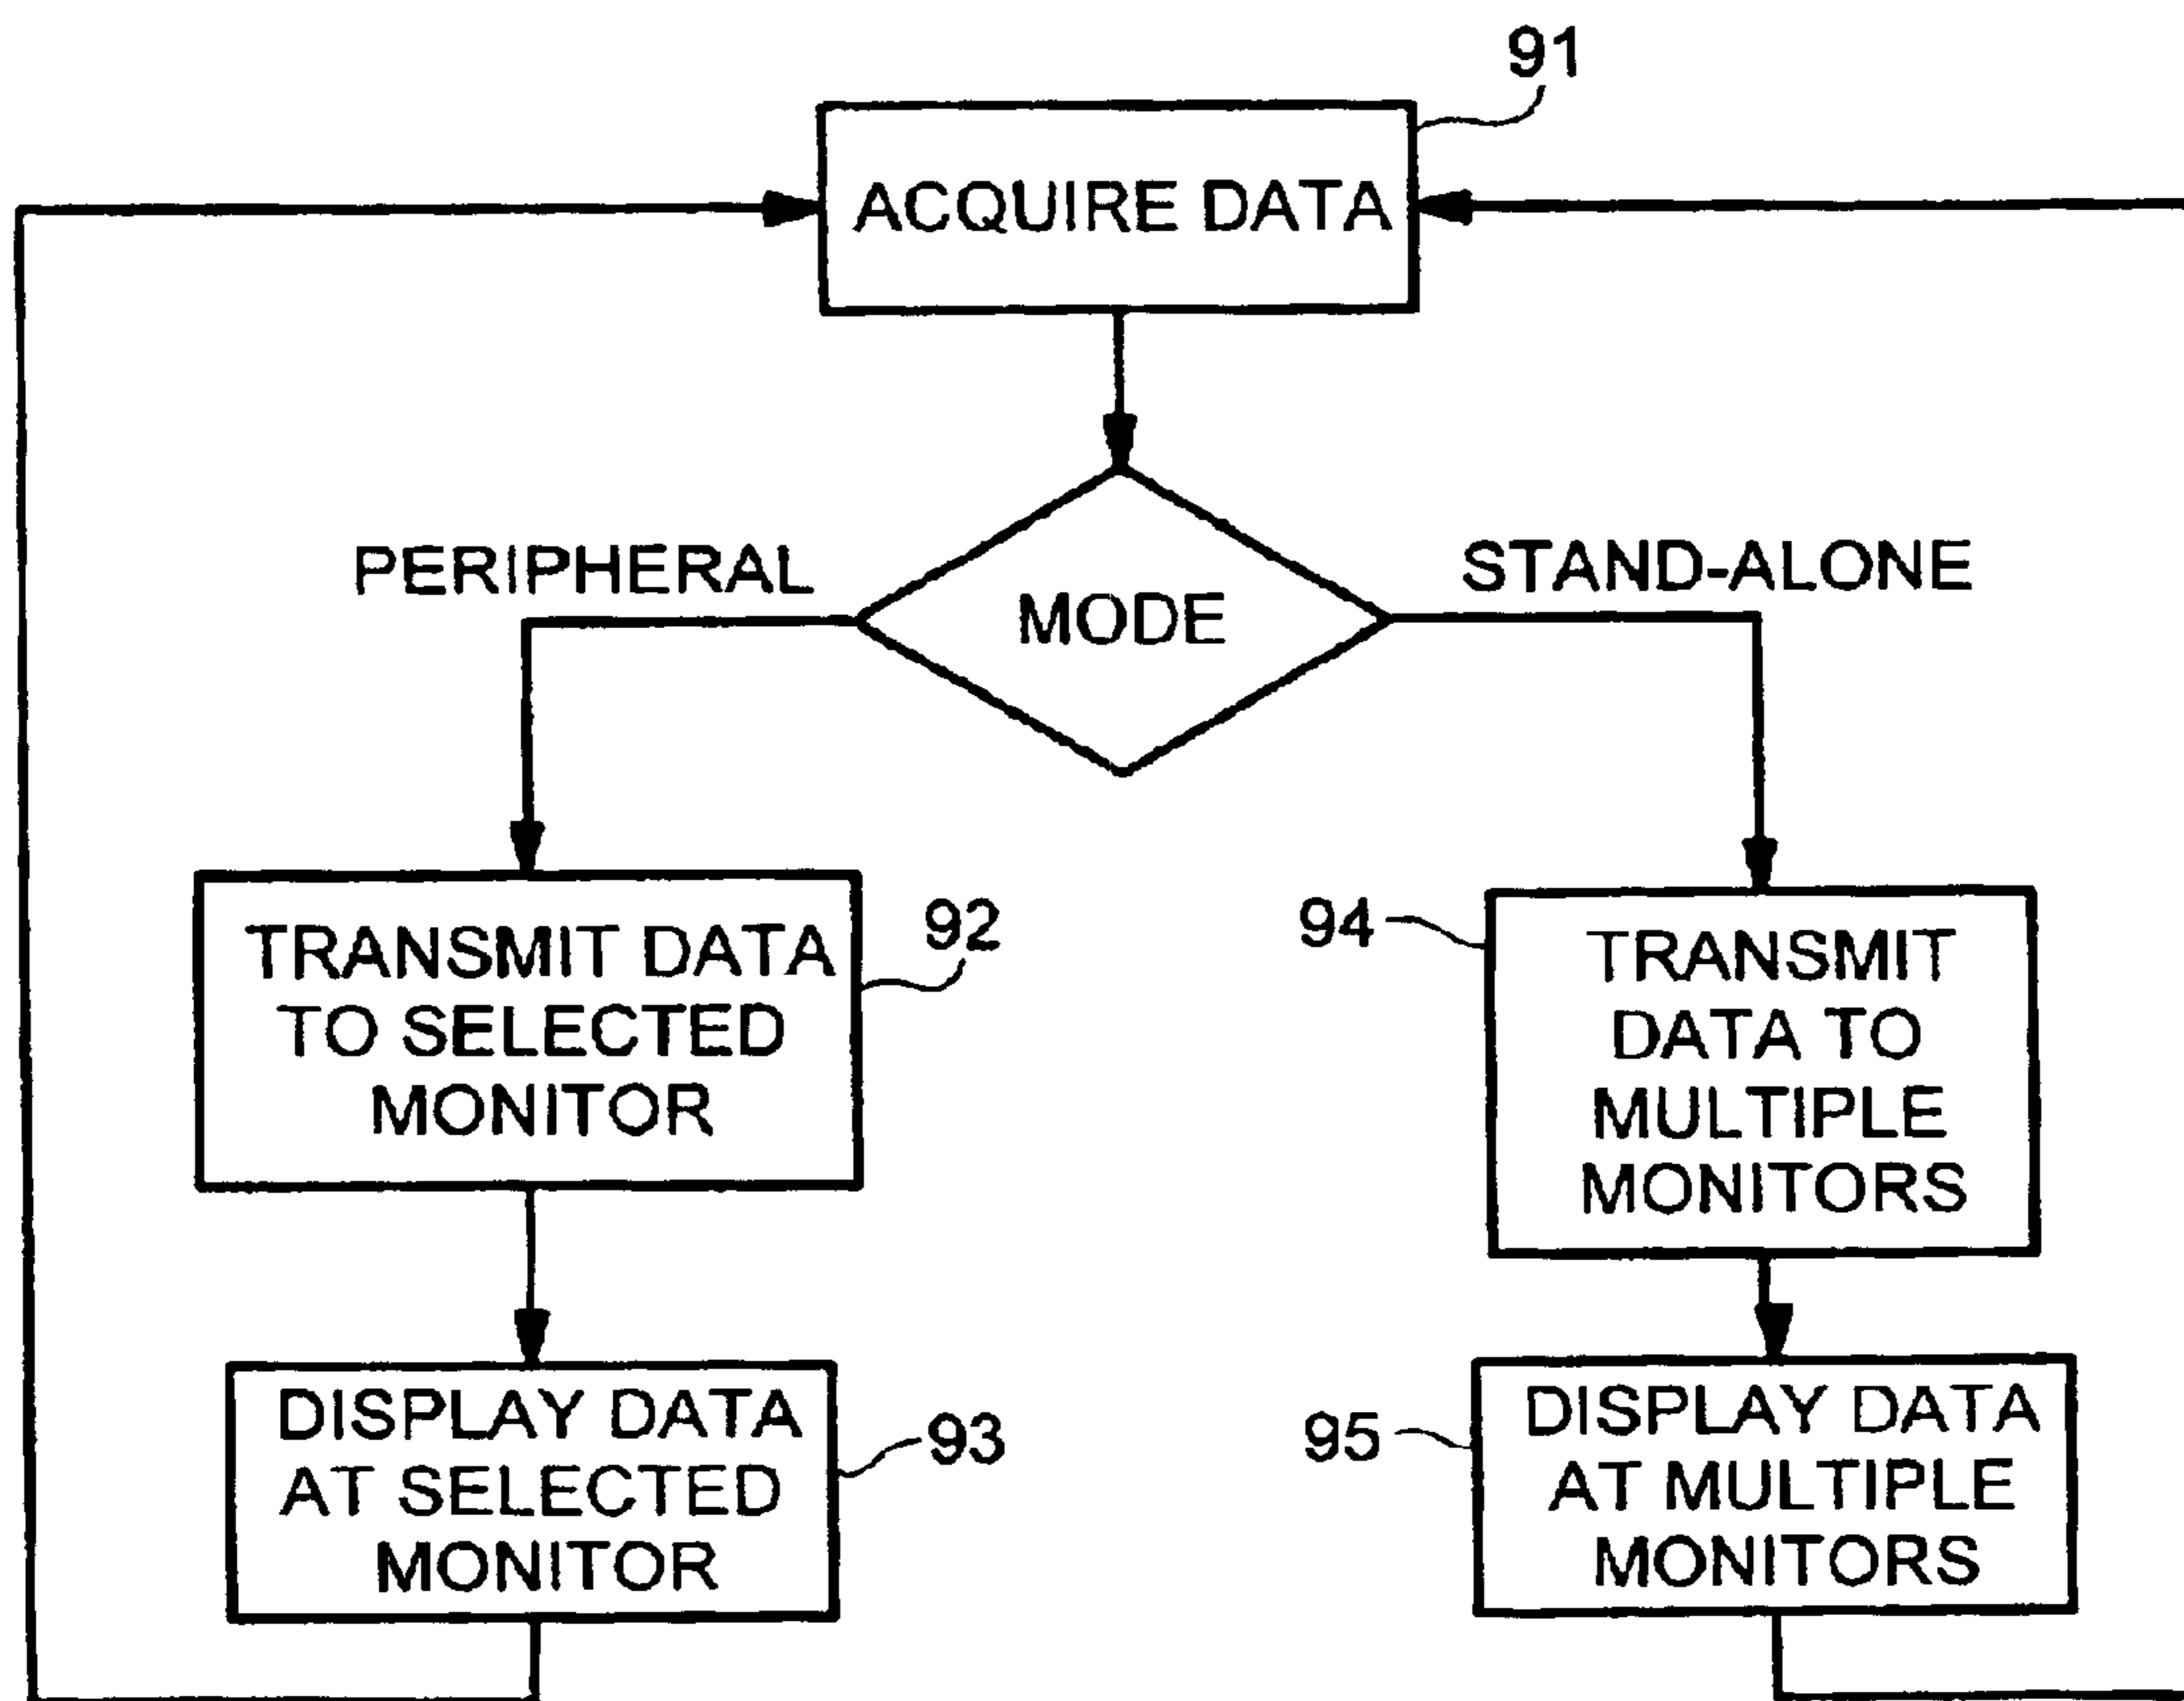 91
ACQUIRE DATA
PERIPHERAL
MODE
STAND-ALONE
TRANSMIT DATA
TO SELECTED
MONITOR
92
94
TRANSMIT
DATA TO
MULTIPLE
MONITORS
DISPLAY DATA
AT SELECTED
MONITOR
93
95
DISPLAY DATA
AT MULTIPLE
MONITORS